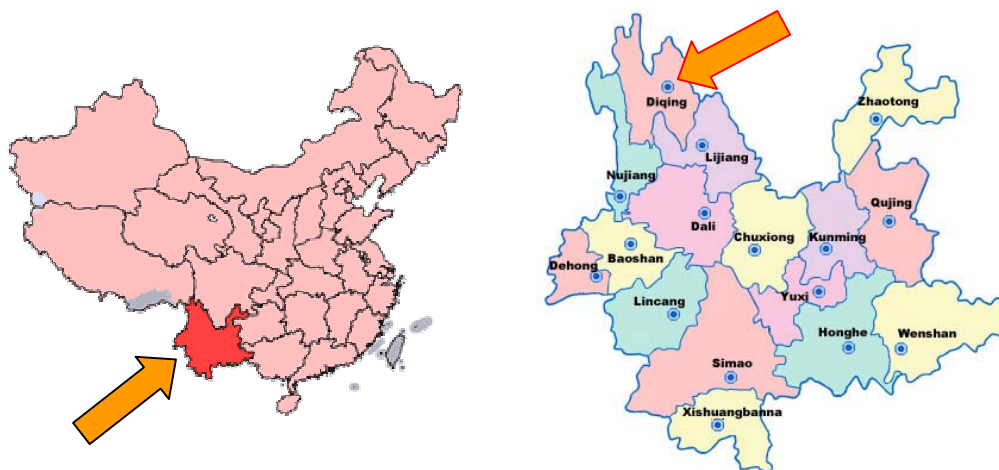 Diqing
Zhaotong
Lijiang
Nujiang
Qujing
Dali
Chuxiong
Kunming
Baoshan
Dehong
Yuxi
Lincang
Honghe
Wenshan
Simao
Xishuangbanna